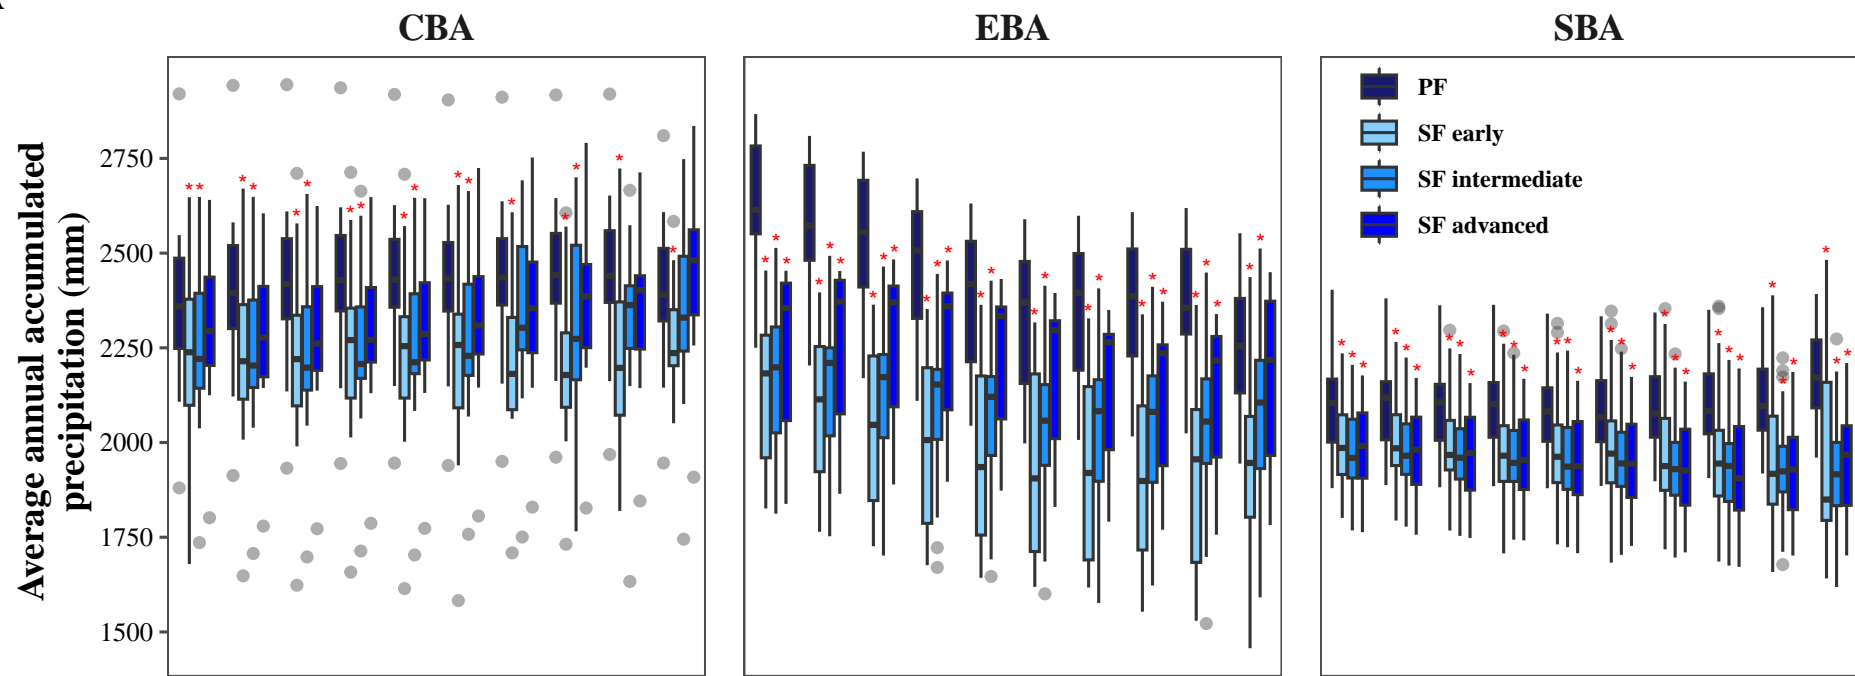 CBA
EBA
SBA
Average annual accumulated
precipitation (mm)
2750
2500
2250
2000
1750
1500
PF
SF early
SF intermediate
SF advanced